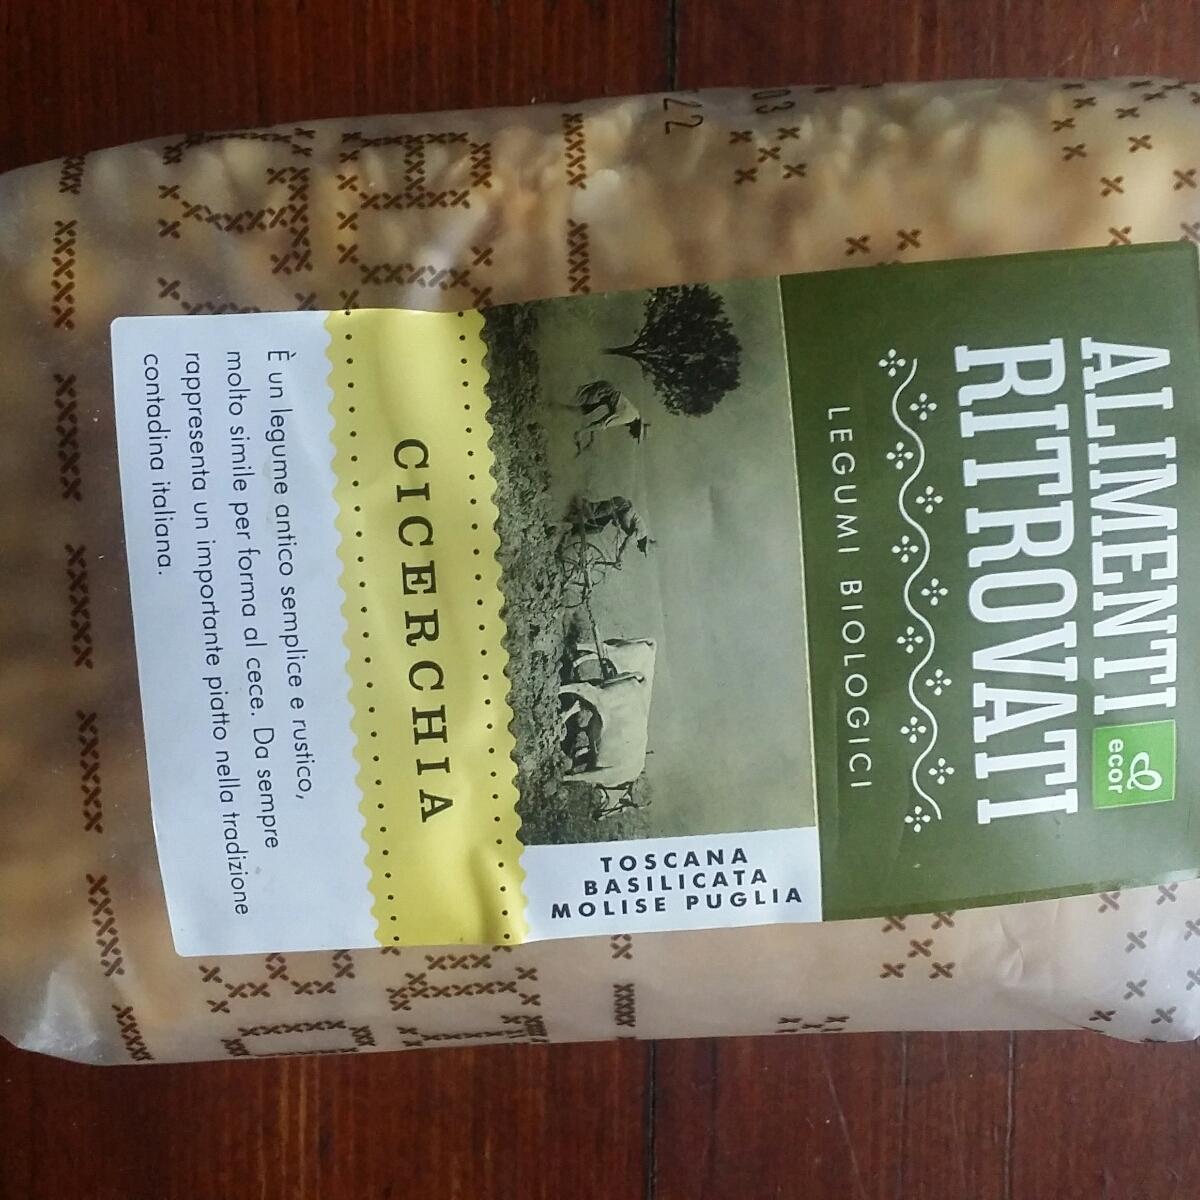 ALIMENTI
RITROVATI
ecor
LEGUMI BIOLOGICI
TOSCANA
BASILICATA
MOLISE PUGLIA
CICERCHIA
È un legume antico semplice e rustico,
molto simile per forma al cece. Da sempre
rappresenta un importante piatto nella tradizione
contadina italiana.